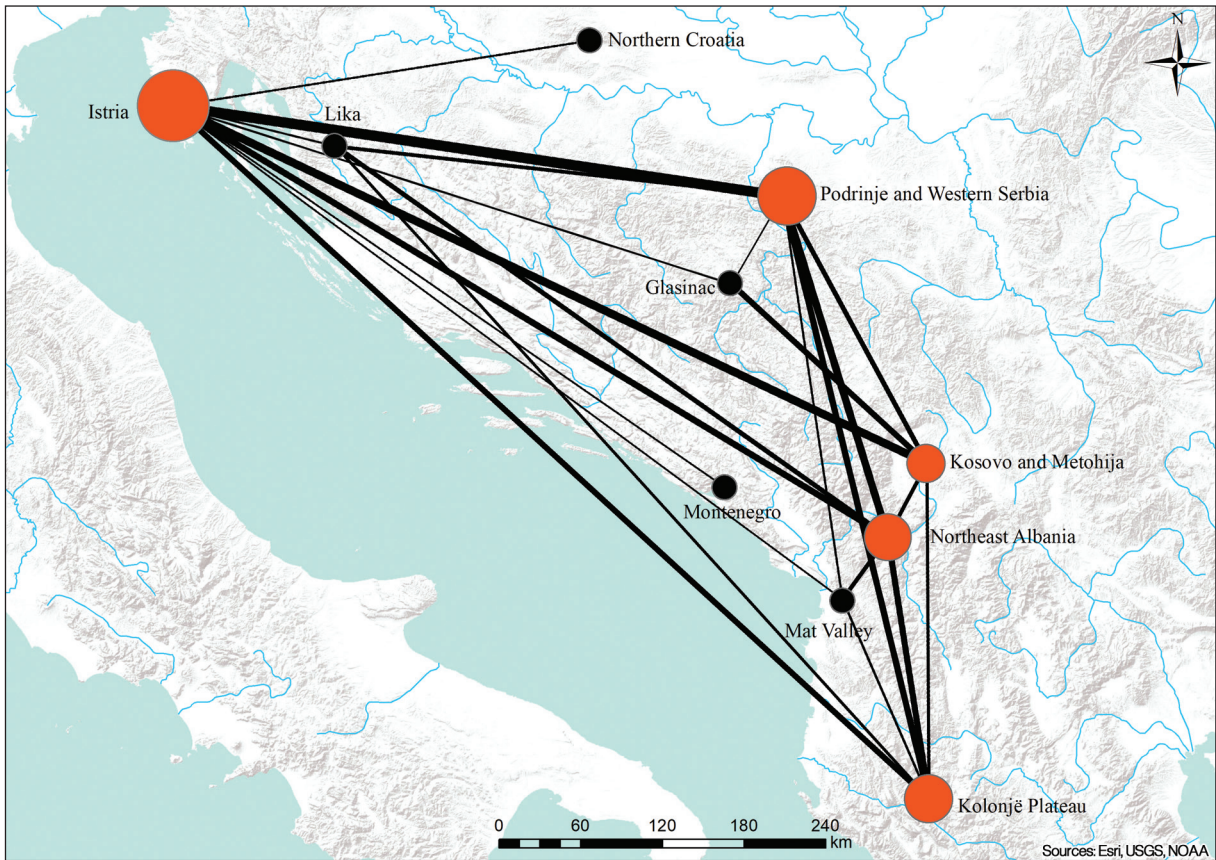 N
Northern Croatia
Istria
Lika
Podrinje and Western Serbia
Glasinac
Kosovo and Metohija
Montenegro
Northeast Albania
Mat Valley
Kolonjë Plateau
0 60 120 180 240
km
Sources: Esri, USGS, NOAA